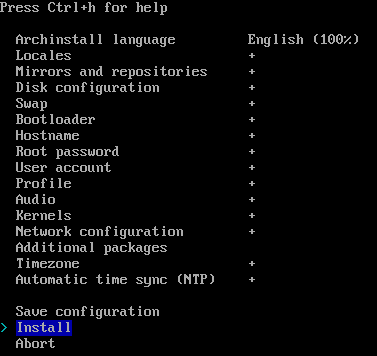 Press Ctrl+h for help
Archinstall language English (100%)
Locales +
Mirrors and repositories +
Disk configuration +
Swap +
Bootloader +
Hostname +
Root password +
User account +
Profile +
Audio +
Kernels +
Network configuration +
Additional packages
Timezone +
Automatic time sync (NTP) +
Save configuration
> Install
Abort